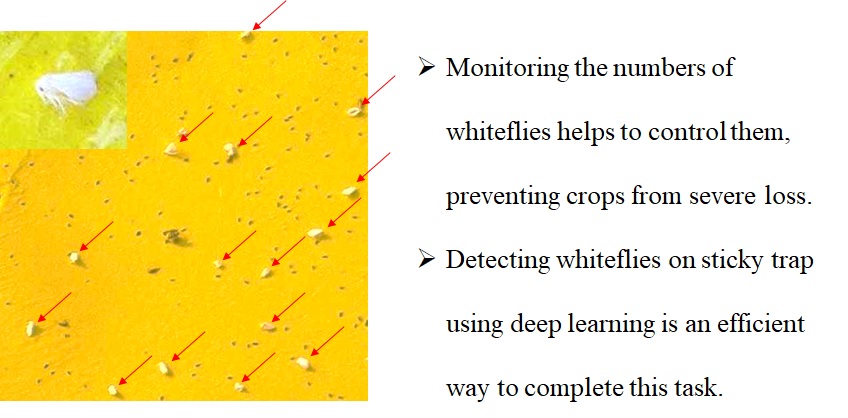 ➢ Monitoring the numbers of
whiteflies helps to control them,
preventing crops from severe loss.
➢ Detecting whiteflies on sticky trap
using deep learning is an efficient
way to complete this task.